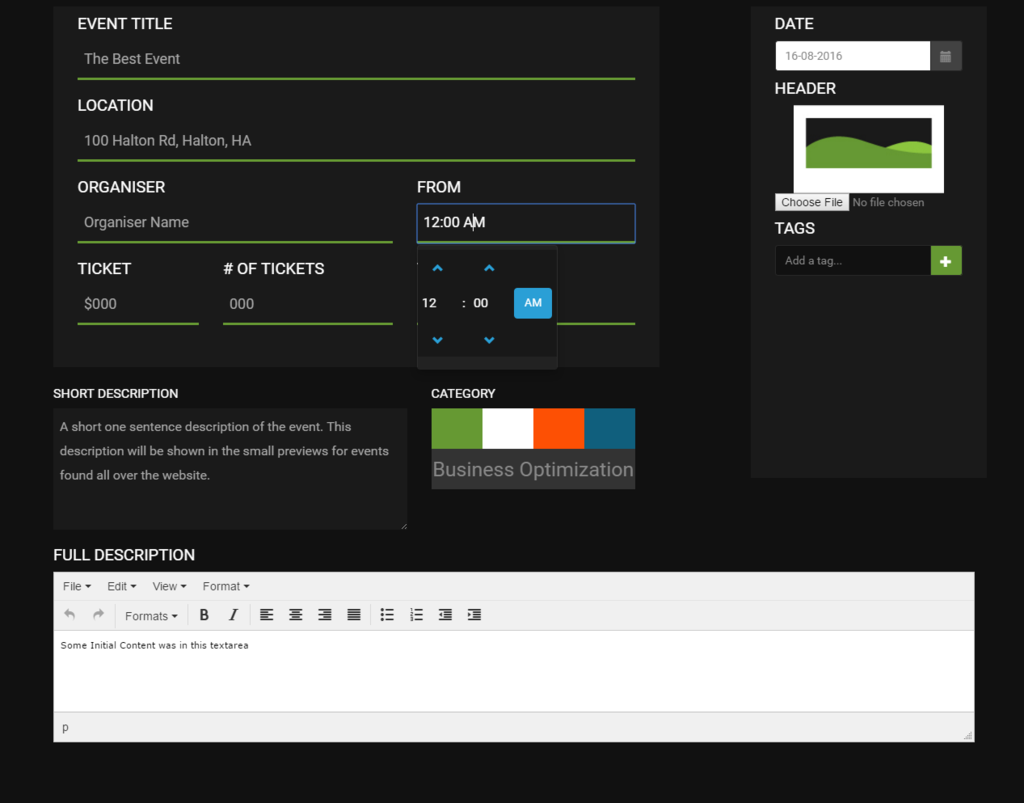 EVENT TITLE
The Best Event
LOCATION
100 Halton Rd, Halton, HA
ORGANISER
FROM
Organiser Name
12:00 AM
TICKET
# OF TICKETS
$000
000
12 : 00 AM
SHORT DESCRIPTION
A short one sentence description of the event. This
description will be shown in the small previews for events
found all over the website.
CATEGORY
Business Optimization
FULL DESCRIPTION
File Edit View Format
Formats B I
Some Initial Content was in this textarea
p
DATE
16-08-2016
HEADER
Choose File No file chosen
TAGS
Add a tag...